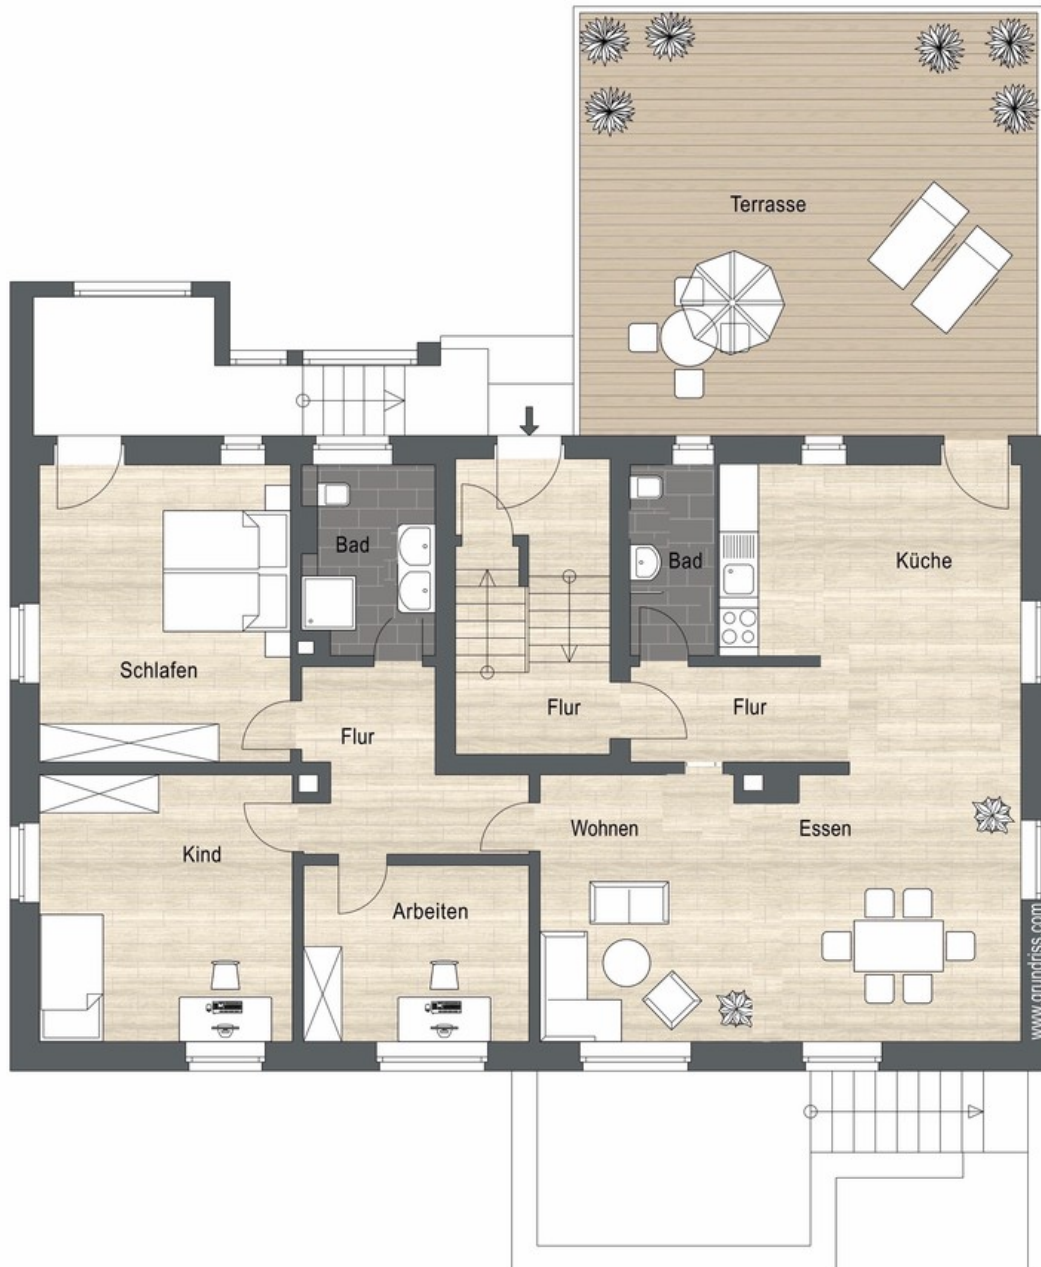 Terrasse
Bad
Bad
Küche
Schlafen
Flur
Flur
Flur
Wohnen
Essen
Kind
Arbeiten
www.grundriss.com